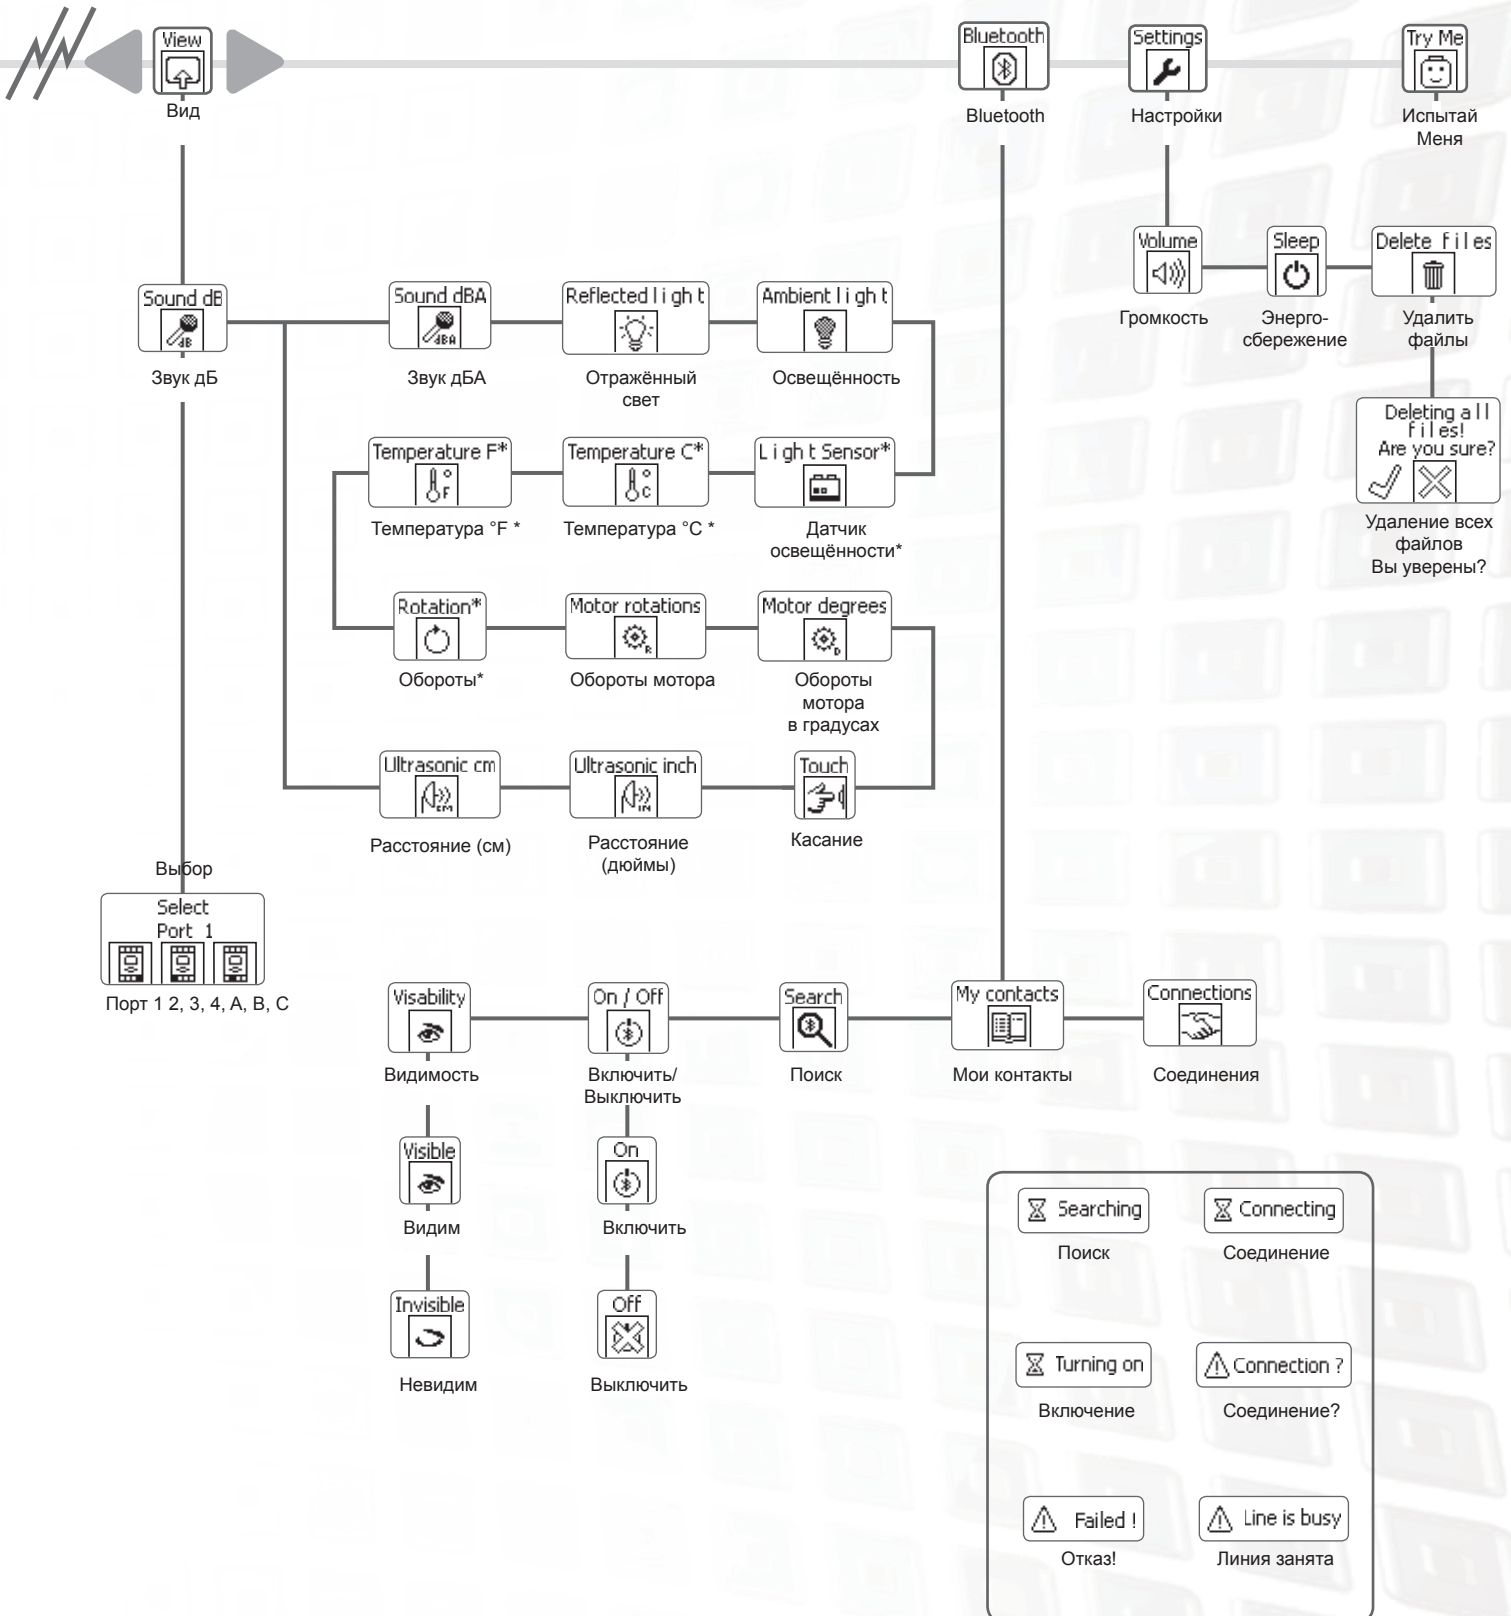 View
Вид
Bluetooth
Bluetooth
Settings
Настройки
Try Me
Испытай
Меня
Volume
Громкость
Sleep
Энерго-
сбережение
Delete files
Удалить
файлы
Deleting all
files!
Are you sure?
Удаление всех
файлов
Вы уверены?
Sound dB
dB
Звук дБ
Sound dBA
dBA
Звук дБА
Reflected light
Отражённый
свет
Ambient light
Освещённость
Temperature F*
°F
Температура °F *
Temperature C*
°C
Температура °C *
Light Sensor*
Датчик
освещённости*
Rotation*
Обороты*
Motor rotations
R
Обороты мотора
Motor degrees
D
Обороты
мотора
в градусах
Ultrasonic cm
CM
Расстояние (см)
Ultrasonic inch
IN
Расстояние
(дюймы)
Touch
Касание
Выбор
Select
Port 1
Порт 1 2, 3, 4, A, B, C
Visability
Видимость
On / Off
Включить/
Выключить
Search
Поиск
My contacts
Мои контакты
Connections
Соединения
Visible
Видим
On
Включить
Invisible
Невидим
Off
Выключить
Searching
Поиск
Connecting
Соединение
Turning on
Включение
Connection ?
Соединение?
Failed !
Отказ!
Line is busy
Линия занята